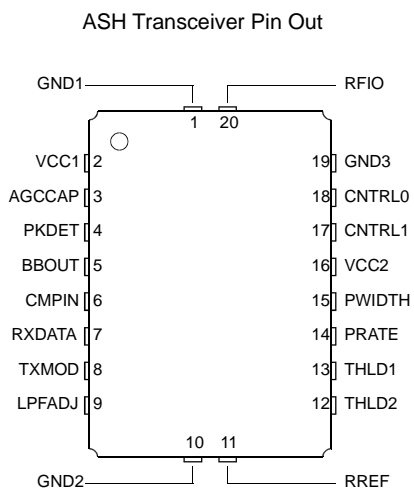 ASH Transceiver Pin Out
GND1 RFIO
1 20
VCC1 2 19 GND3
AGCCAP 3 18 CNTRL0
PKDET 4 17 CNTRL1
BBOUT 5 16 VCC2
CMPIN 6 15 PWIDTH
RXDATA 7 14 PRATE
TXMOD 8 13 THLD1
LPFADJ 9 12 THLD2
10 11
GND2 RREF